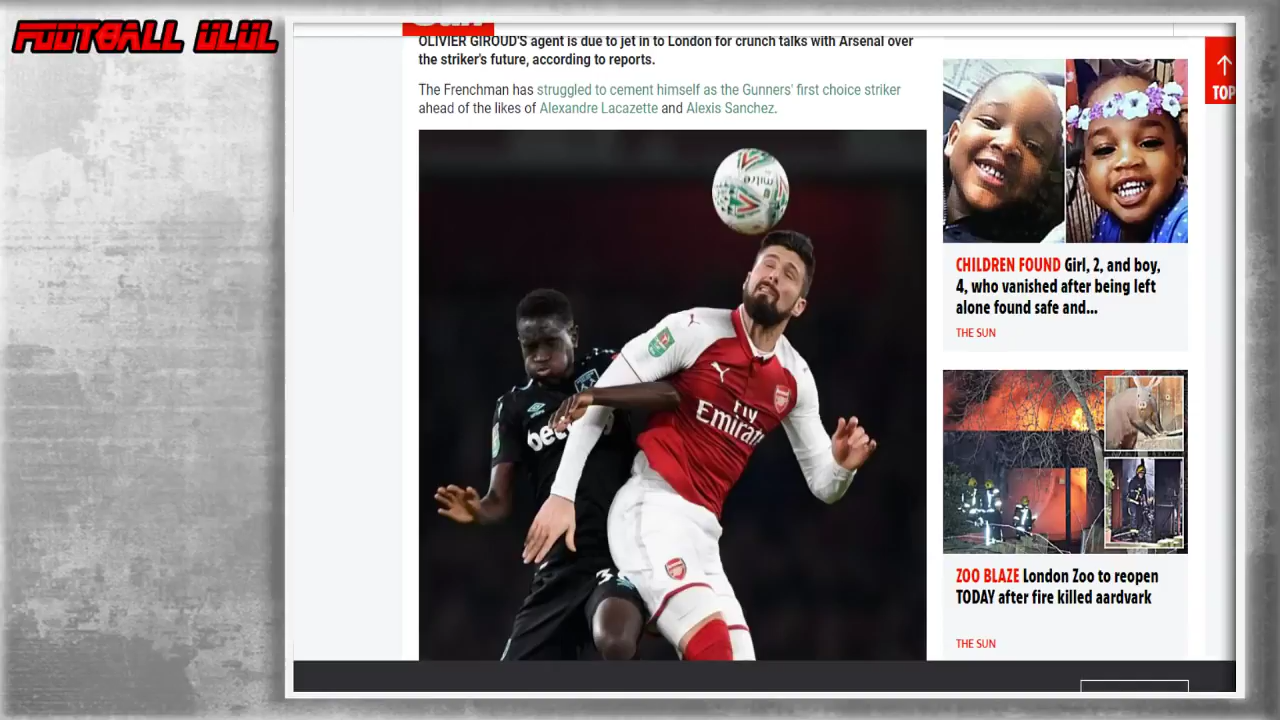 FOOTBALL ÜLÜL
OLIVIER GIROUD'S agent is due to jet in to London for crunch talks with Arsenal over
the striker's future, according to reports.
The Frenchman has struggled to cement himself as the Gunners' first choice striker
ahead of the likes of Alexandre Lacazette and Alexis Sanchez.
mitre
Fly
Emirates
CHILDREN FOUND Girl, 2, and boy,
4, who vanished after being left
alone found safe and...
THE SUN
ZOO BLAZE London Zoo to reopen
TODAY after fire killed aardvark
THE SUN
TOP